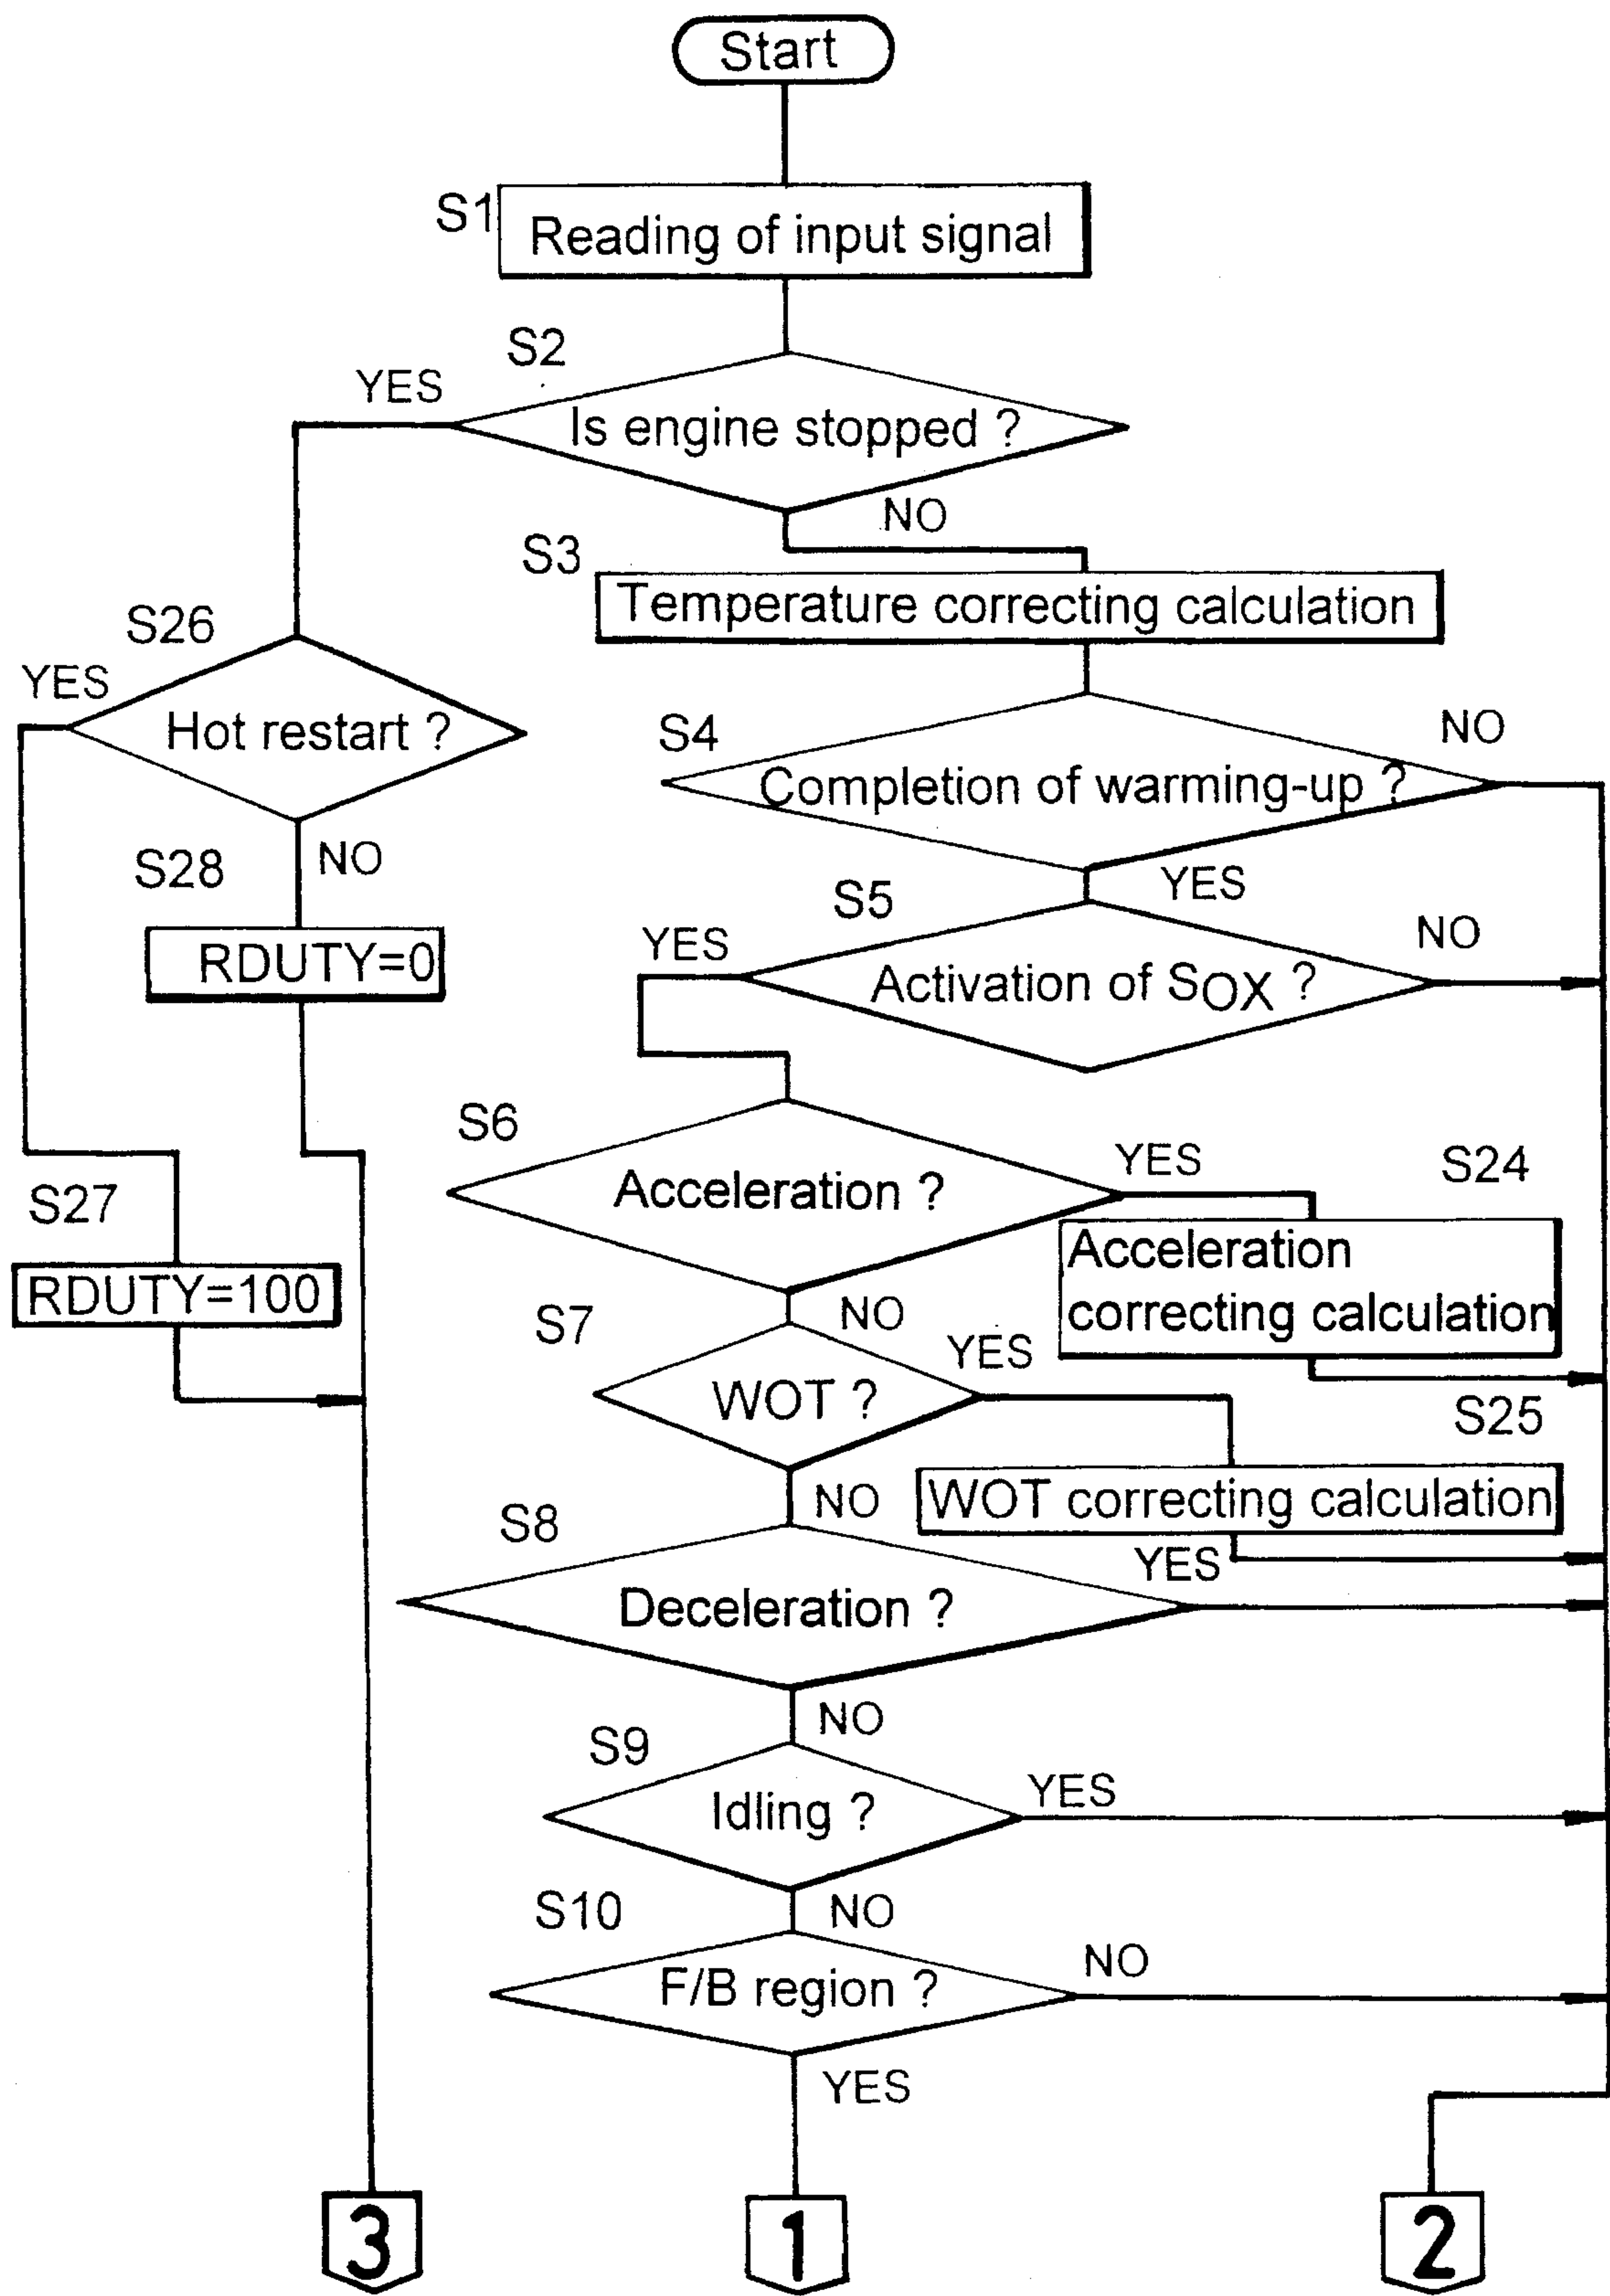 Start
S1
Reading of input signal
S2
YES
Is engine stopped ?
NO
S3
Temperature correcting calculation
S26
YES
Hot restart ?
S4
NO
Completion of warming-up ?
NO
S28
YES
S5
RDUTY=0
YES
NO
Activation of SOX ?
S6
YES
S24
Acceleration ?
S27
Acceleration
correcting calculation
RDUTY=100
NO
S7
YES
WOT ?
S25
NO
WOT correcting calculation
S8
YES
Deceleration ?
NO
S9
YES
Idling ?
S10
NO
NO
F/B region ?
YES
3
1
2